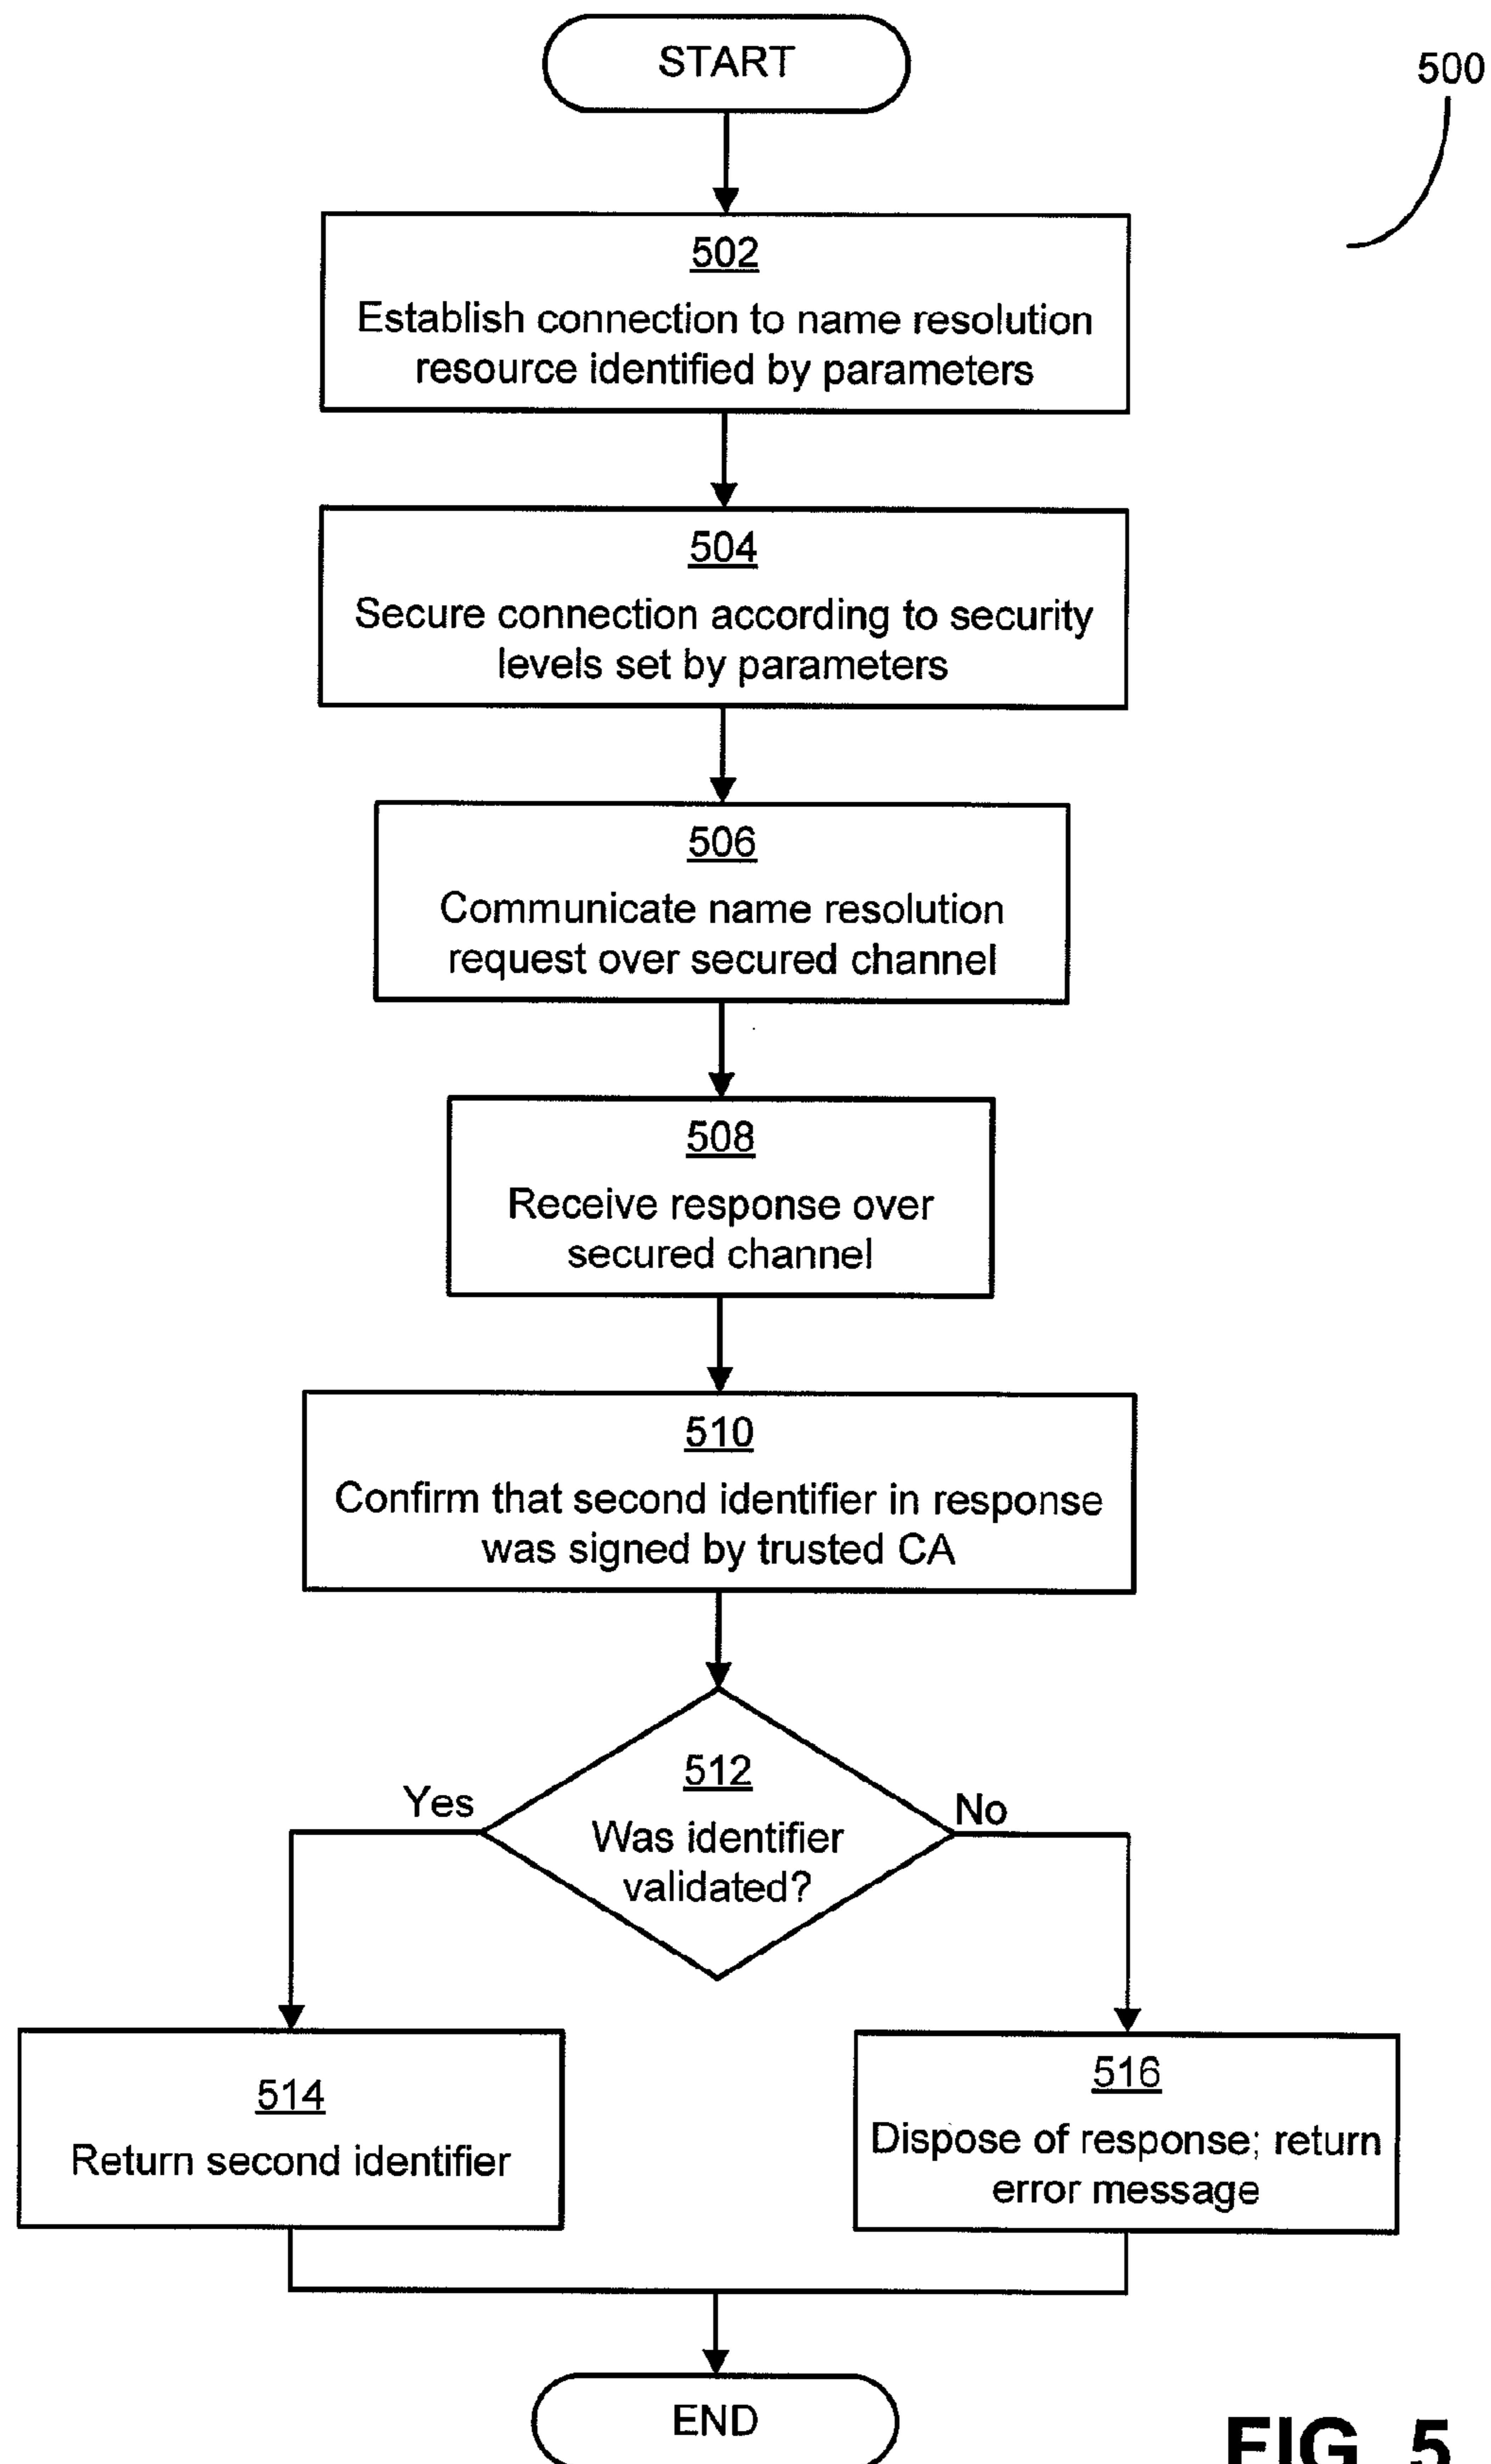 START
500
502
Establish connection to name resolution
resource identified by parameters
504
Secure connection according to security
levels set by parameters
506
Communicate name resolution
request over secured channel
508
Receive response over
secured channel
510
Confirm that second identifier in response
was signed by trusted CA
512
Was identifier
validated?
Yes
No
514
Return second identifier
516
Dispose of response; return
error message
END
FIG. 5